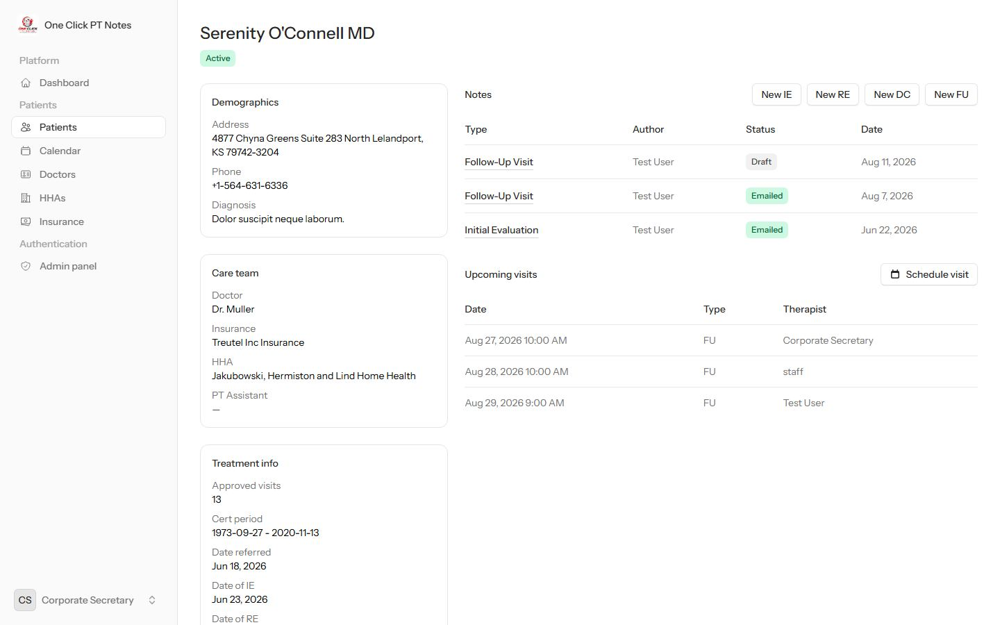 One Click PT Notes
Platform
Dashboard
Patients
Patients
Calendar
Doctors
HHAs
Insurance
Authentication
Admin panel
CS Corporate Secretary
Serenity O'Connell MD
Active
Demographics
Address
4877 Chyna Greens Suite 283 North Lelandport,
KS 79742-3204
Phone
+1-564-631-6336
Diagnosis
Dolor suscipit neque laborum.
Care team
Doctor
Dr. Muller
Insurance
Treutel Inc Insurance
HHA
Jakubowski, Hermiston and Lind Home Health
PT Assistant
—
Treatment info
Approved visits
13
Cert period
1973-09-27 - 2020-11-13
Date referred
Jun 18, 2026
Date of IE
Jun 23, 2026
Date of RE
Notes New IE New RE New DC New FU
Type Author Status Date
Follow-Up Visit Test User Draft Aug 11, 2026
Follow-Up Visit Test User Emailed Aug 7, 2026
Initial Evaluation Test User Emailed Jun 22, 2026
Upcoming visits Schedule visit
Date Type Therapist
Aug 27, 2026 10:00 AM FU Corporate Secretary
Aug 28, 2026 10:00 AM FU staff
Aug 29, 2026 9:00 AM FU Test User